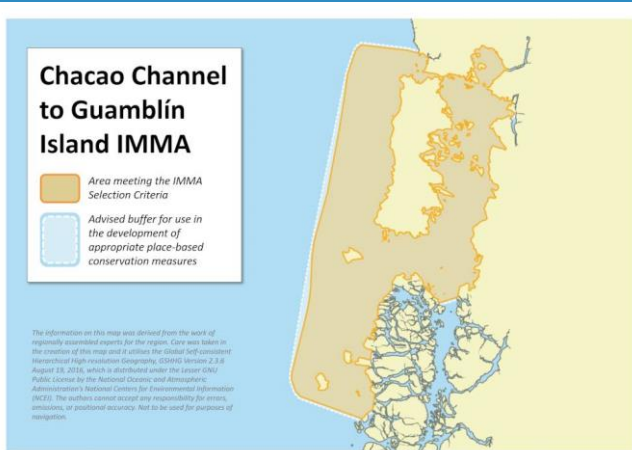 Chacao Channel
to Guamblín
Island IMMA
Area meeting the IMMA
Selection Criteria
Advised buffer for use in
the development of
appropriate place-based
conservation measures
The information on this map was derived from the work of
regionally assembled experts for the region. Care was taken in
the creation of this map and it utilises the Global Self-consistent
Hierarchical High-resolution Geography, GSHHG Version 2.3.6
August 19, 2016, which is distributed under the Lesser GNU
Public License by the National Oceanic and Atmospheric
Administration's National Centers for Environmental Information
(NCEI). The authors cannot accept any responsibility for errors,
omissions, or positional accuracy. Not to be used for purposes of
navigation.